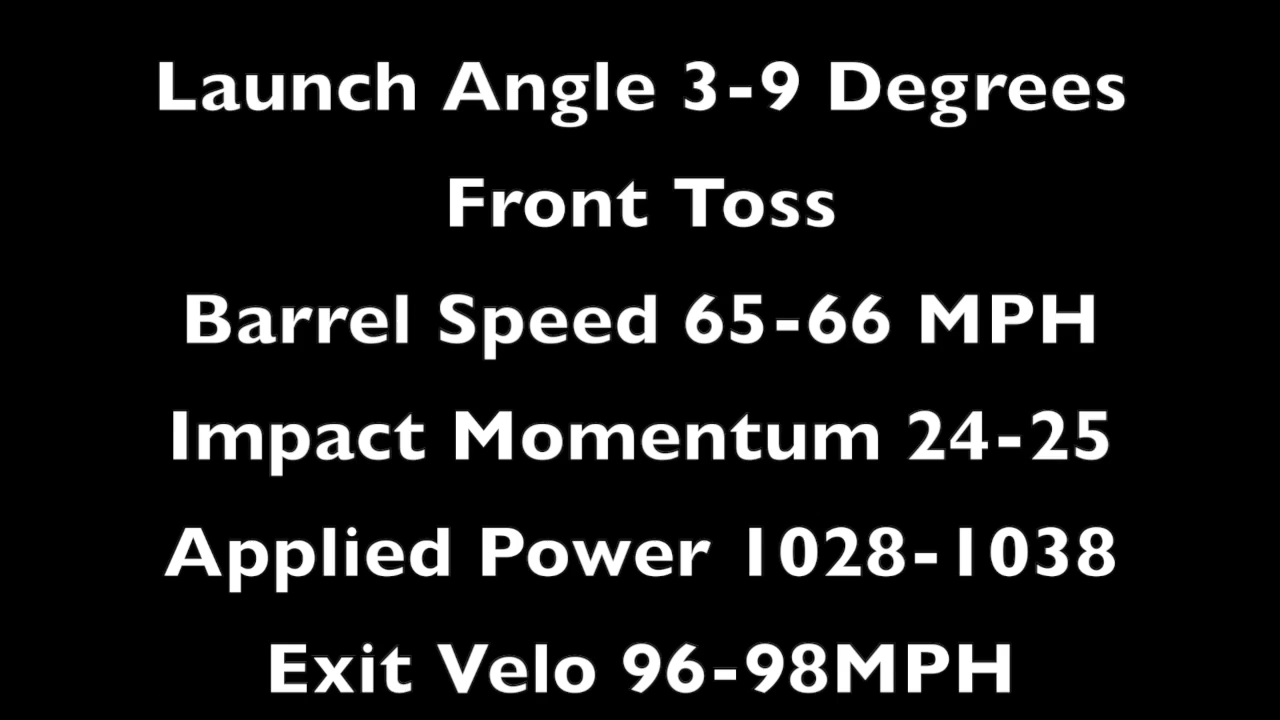 Launch Angle 3-9 Degrees
Front Toss
Barrel Speed 65-66 MPH
Impact Momentum 24-25
Applied Power 1028-1038
Exit Velo 96-98MPH